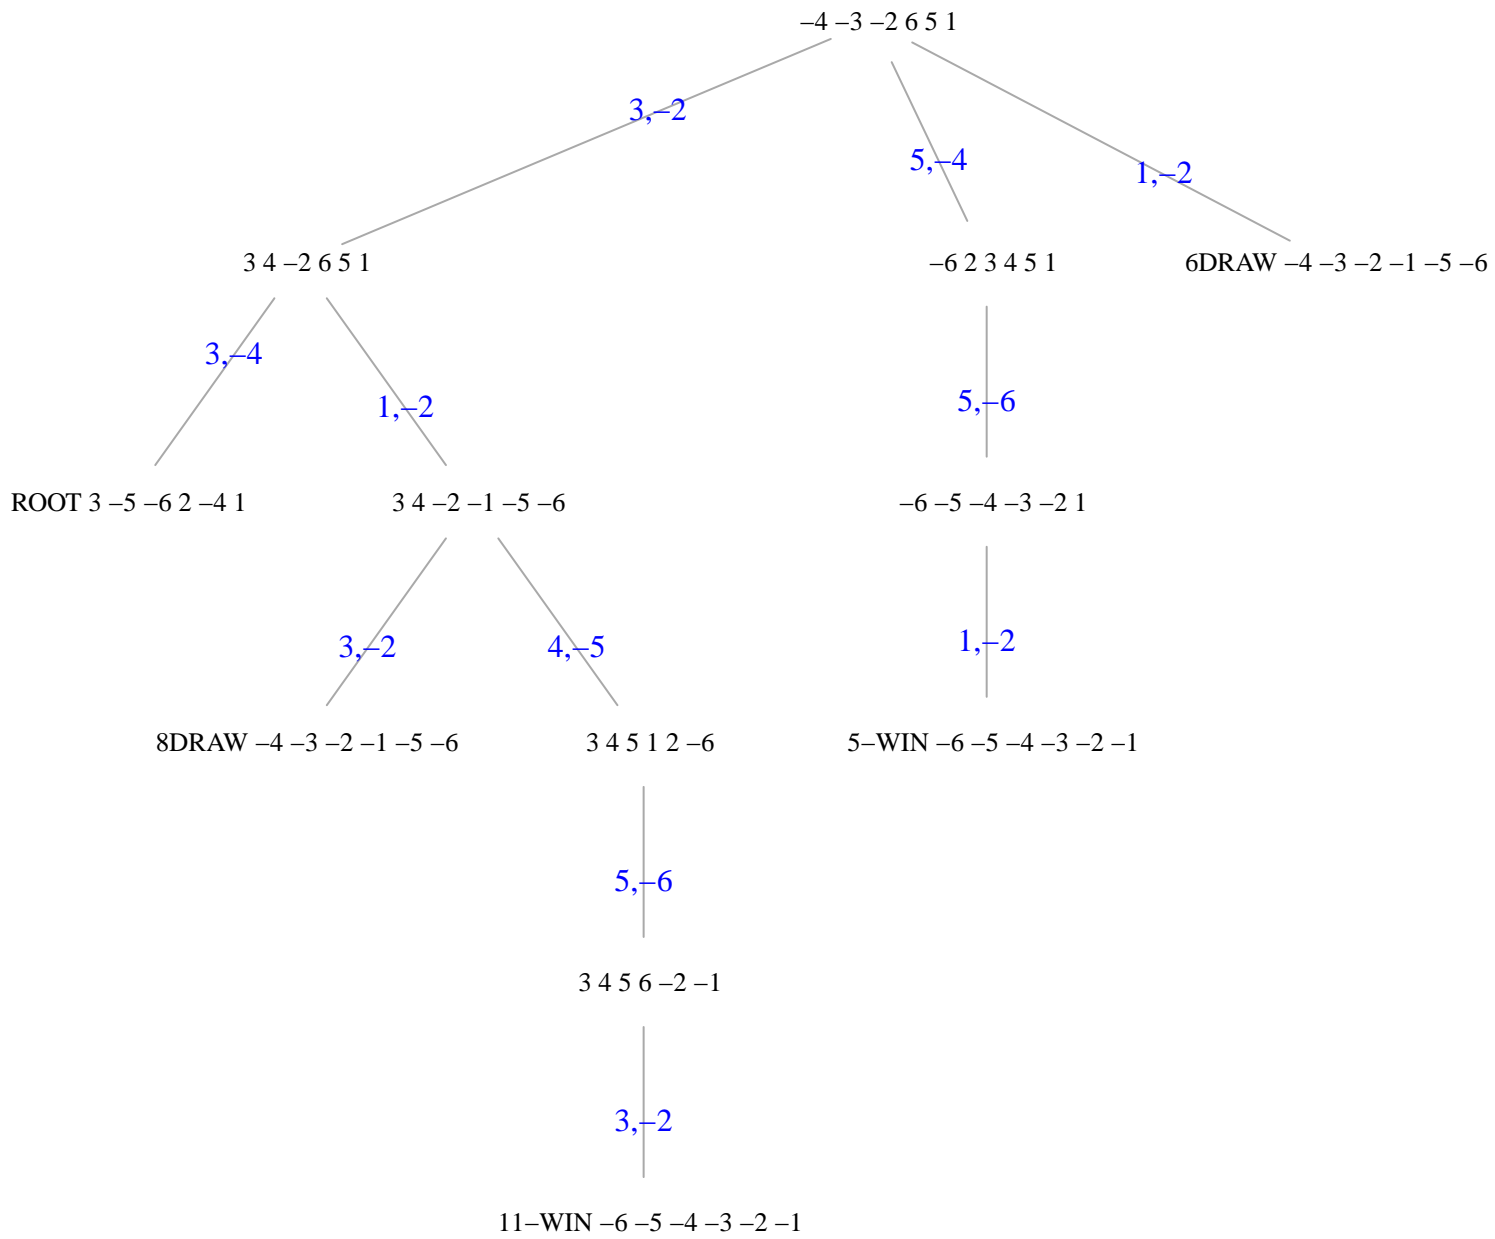 –4 –3 –2 6 5 1
3,–2
5,–4
1,–2
3 4 –2 6 5 1
–6 2 3 4 5 1
6DRAW –4 –3 –2 –1 –5 –6
3,–4
1,–2
5,–6
ROOT 3 –5 –6 2 –4 1
3 4 –2 –1 –5 –6
–6 –5 –4 –3 –2 1
3,–2
4,–5
1,–2
8DRAW –4 –3 –2 –1 –5 –6
3 4 5 1 2 –6
5–WIN –6 –5 –4 –3 –2 –1
5,–6
3 4 5 6 –2 –1
3,–2
11–WIN –6 –5 –4 –3 –2 –1